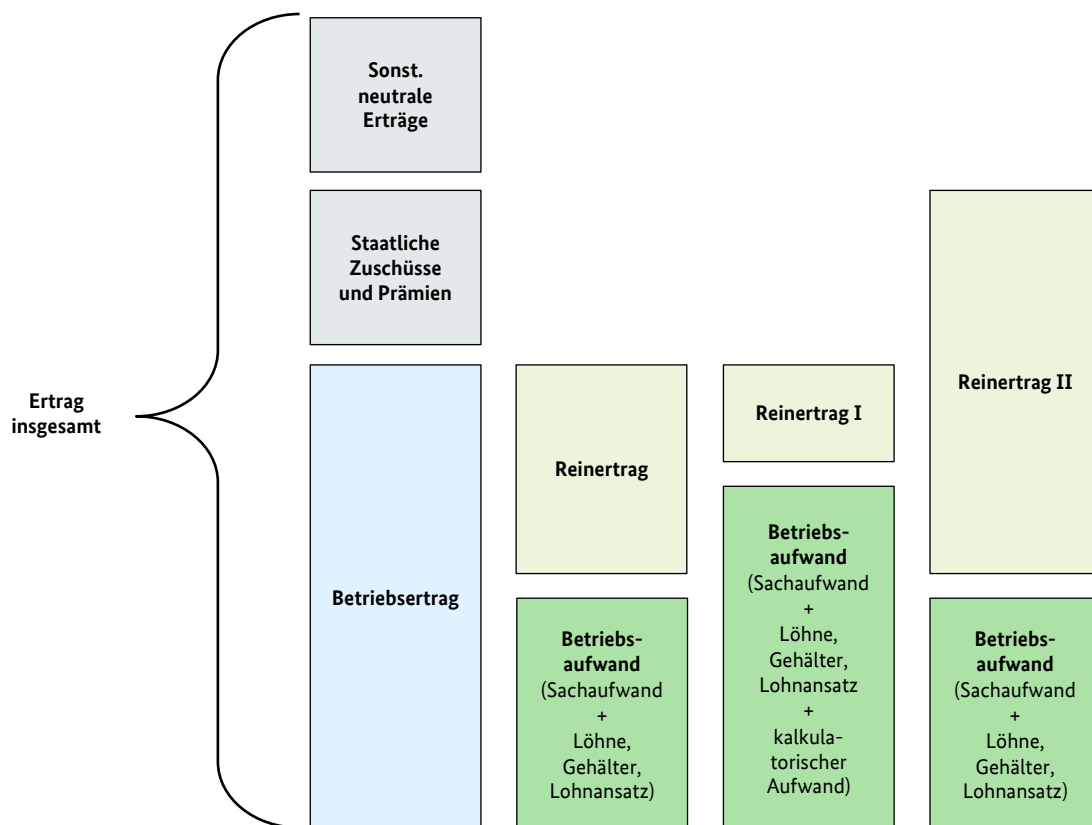 Ertrag
insgesamt
Sonst.
neutrale
Erträge
Staatliche
Zuschüsse
und Prämien
Betriebsertrag
Reinertrag
Betriebs-
aufwand
(Sachaufwand
+
Löhne,
Gehälter,
Lohnansatz)
Reinertrag I
Betriebs-
aufwand
(Sachaufwand
+
Löhne,
Gehälter,
Lohnansatz
+
kalkula-
torischer
Aufwand)
Reinertrag II
Betriebs-
aufwand
(Sachaufwand
+
Löhne,
Gehälter,
Lohnansatz)